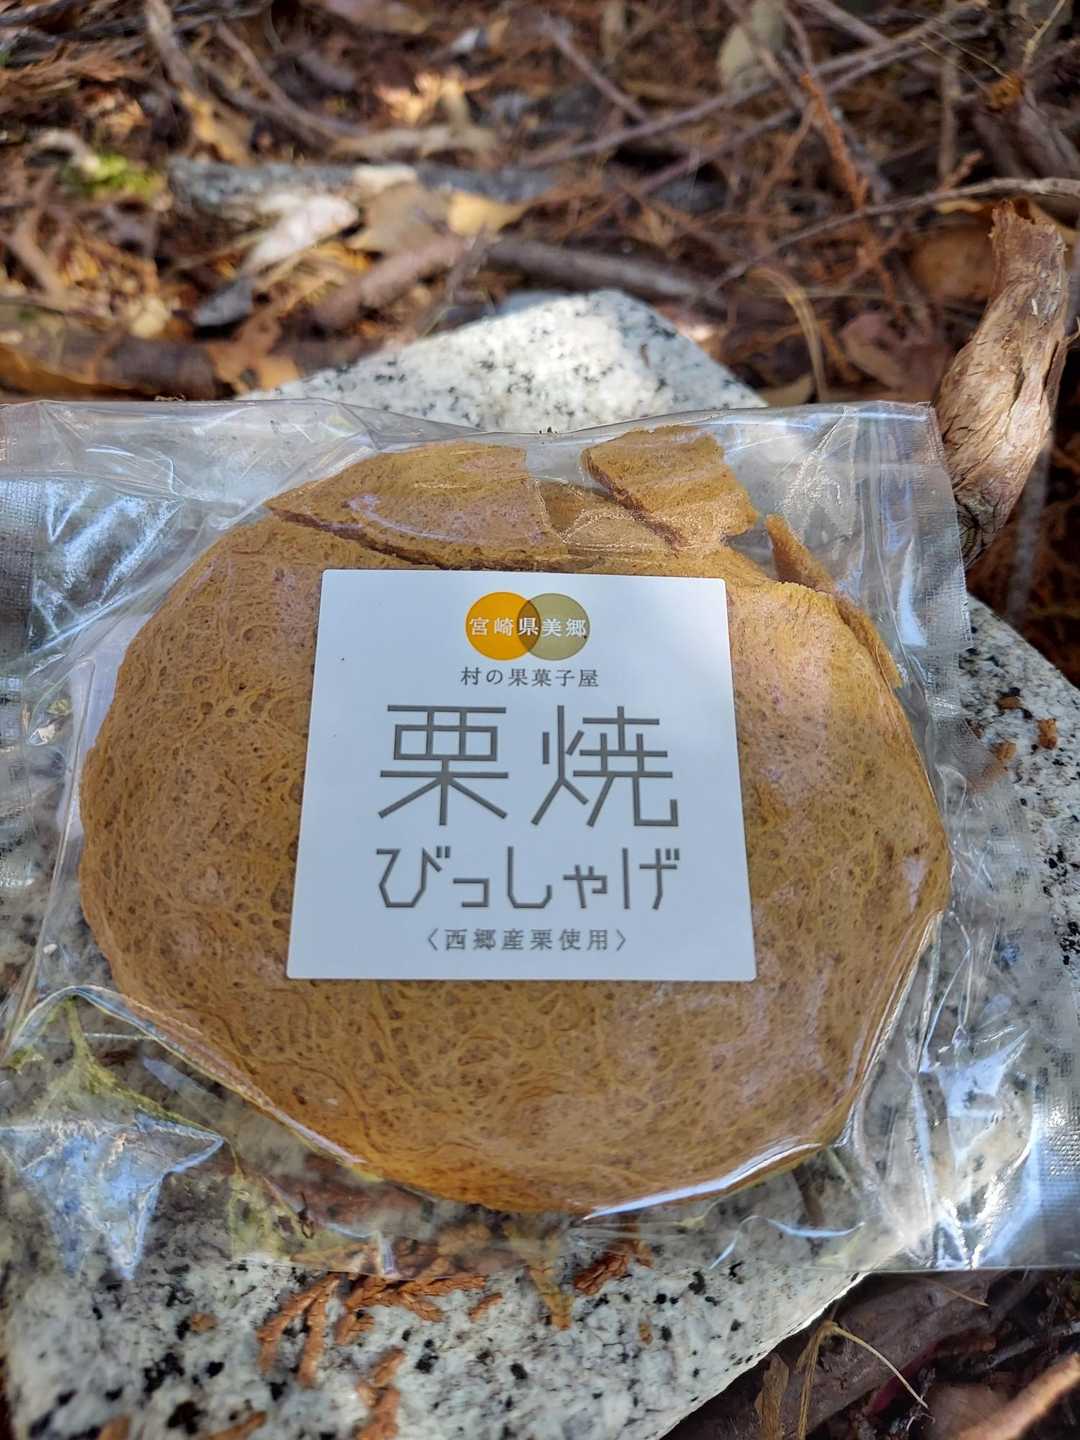 宮崎県美郷
村の果菓子屋
栗焼
びっしゃげ
〈西郷産栗使用〉